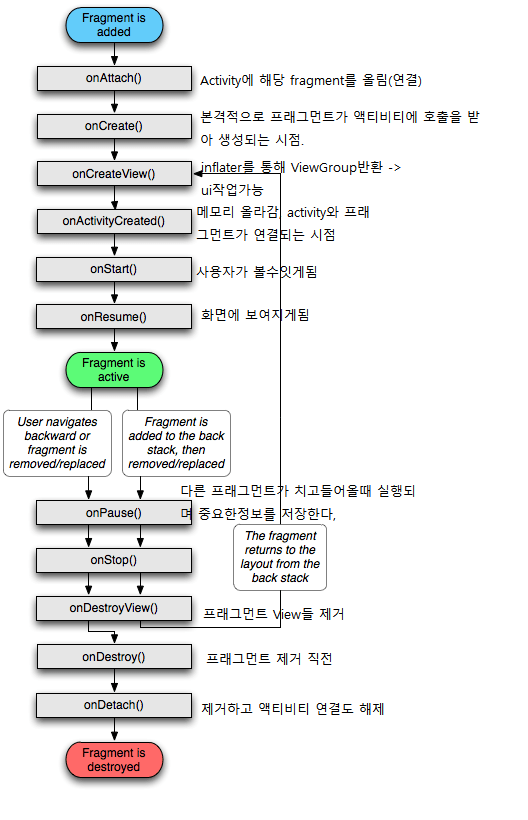 Fragment is
added
onAttach()
Activity에 해당 fragment를 올림(연결)
onCreate()
본격적으로 프래그먼트가 액티비티에 호출을 받
아 생성되는 시점.
onCreateView()
inflater를 통해 ViewGroup반환 ->
ui작업가능
onActivityCreated()
메모리 올라감, activity와 프래
그먼트가 연결되는 시점
onStart()
사용자가 볼수잇게됨
onResume()
화면에 보여지게됨
Fragment is
active
User navigates
backward or
fragment is
removed/replaced
Fragment is
added to the back
stack, then
removed/replaced
다른 프래그먼트가 치고들어올때 실행되
며 중요한정보를 저장한다,
onPause()
onStop()
The fragment
returns to the
layout from the
back stack
onDestroyView()
프래그먼트 View들 제거
onDestroy()
프래그먼트 제거 직전
onDetach()
제거하고 액티비티 연결도 해제
Fragment is
destroyed